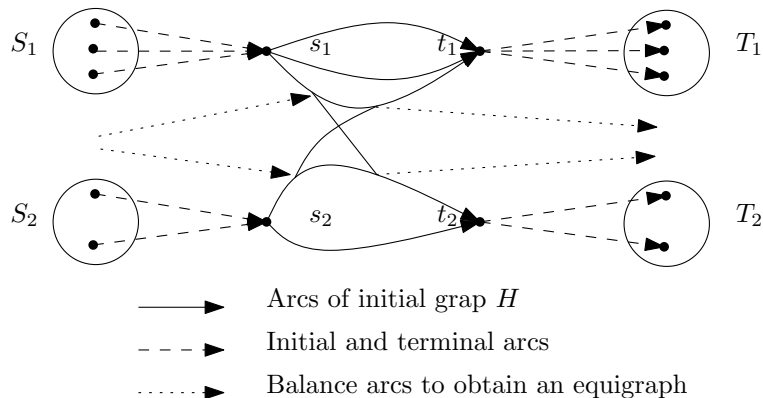 S1 s1 t1 T1
S2 s2 t2 T2
Arcs of initial grap H
Initial and terminal arcs
Balance arcs to obtain an equigraph